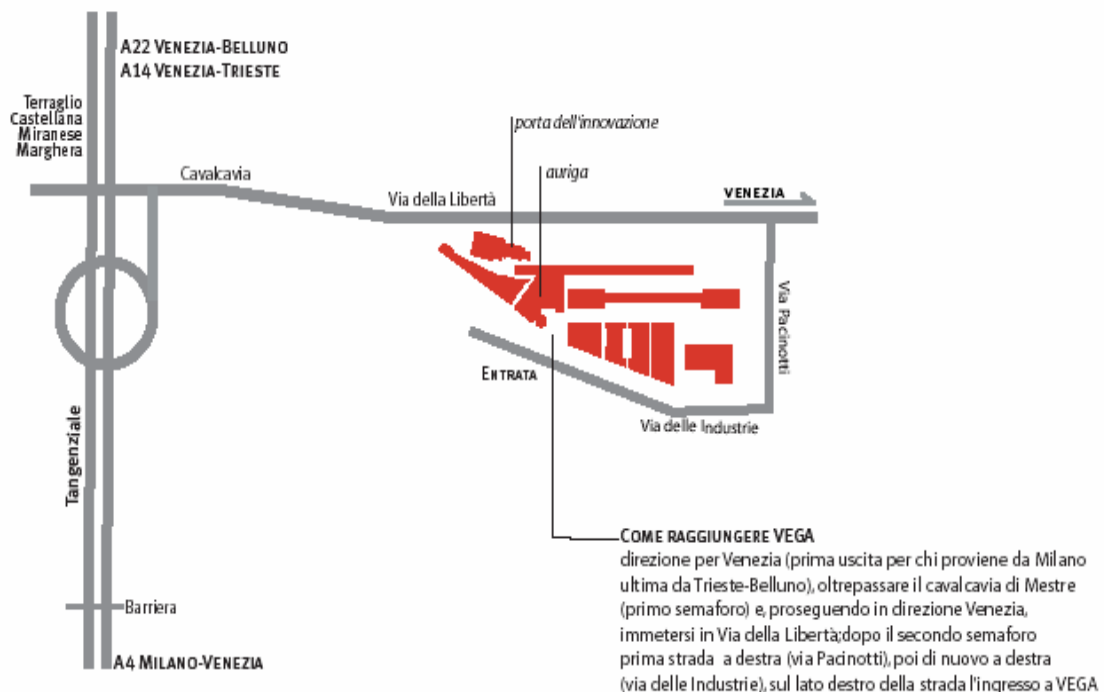 A22 VENEZIA-BELLUNO
A14 VENEZIA-TRIESTE
Terraglio
Castellana
Miranese
Marghera
porta dell'innovazione
auriga
Cavalcavia
Via della Libertà
VENEZIA
Via Pacinotti
ENTRATA
Via delle Industrie
Tangenziale
COME RAGGIUNGERE VEGA
direzione per Venezia (prima uscita per chi proviene da Milano
ultima da Trieste-Belluno), oltrepassare il cavalcavia di Mestre
(primo semaforo) e, proseguendo in direzione Venezia,
immetersi in Via della Libertà;dopo il secondo semaforo
prima strada a destra (via Pacinotti), poi di nuovo a destra
(via delle Industrie), sul lato destro della strada l'ingresso a VEGA
Barriera
A4 MILANO-VENEZIA